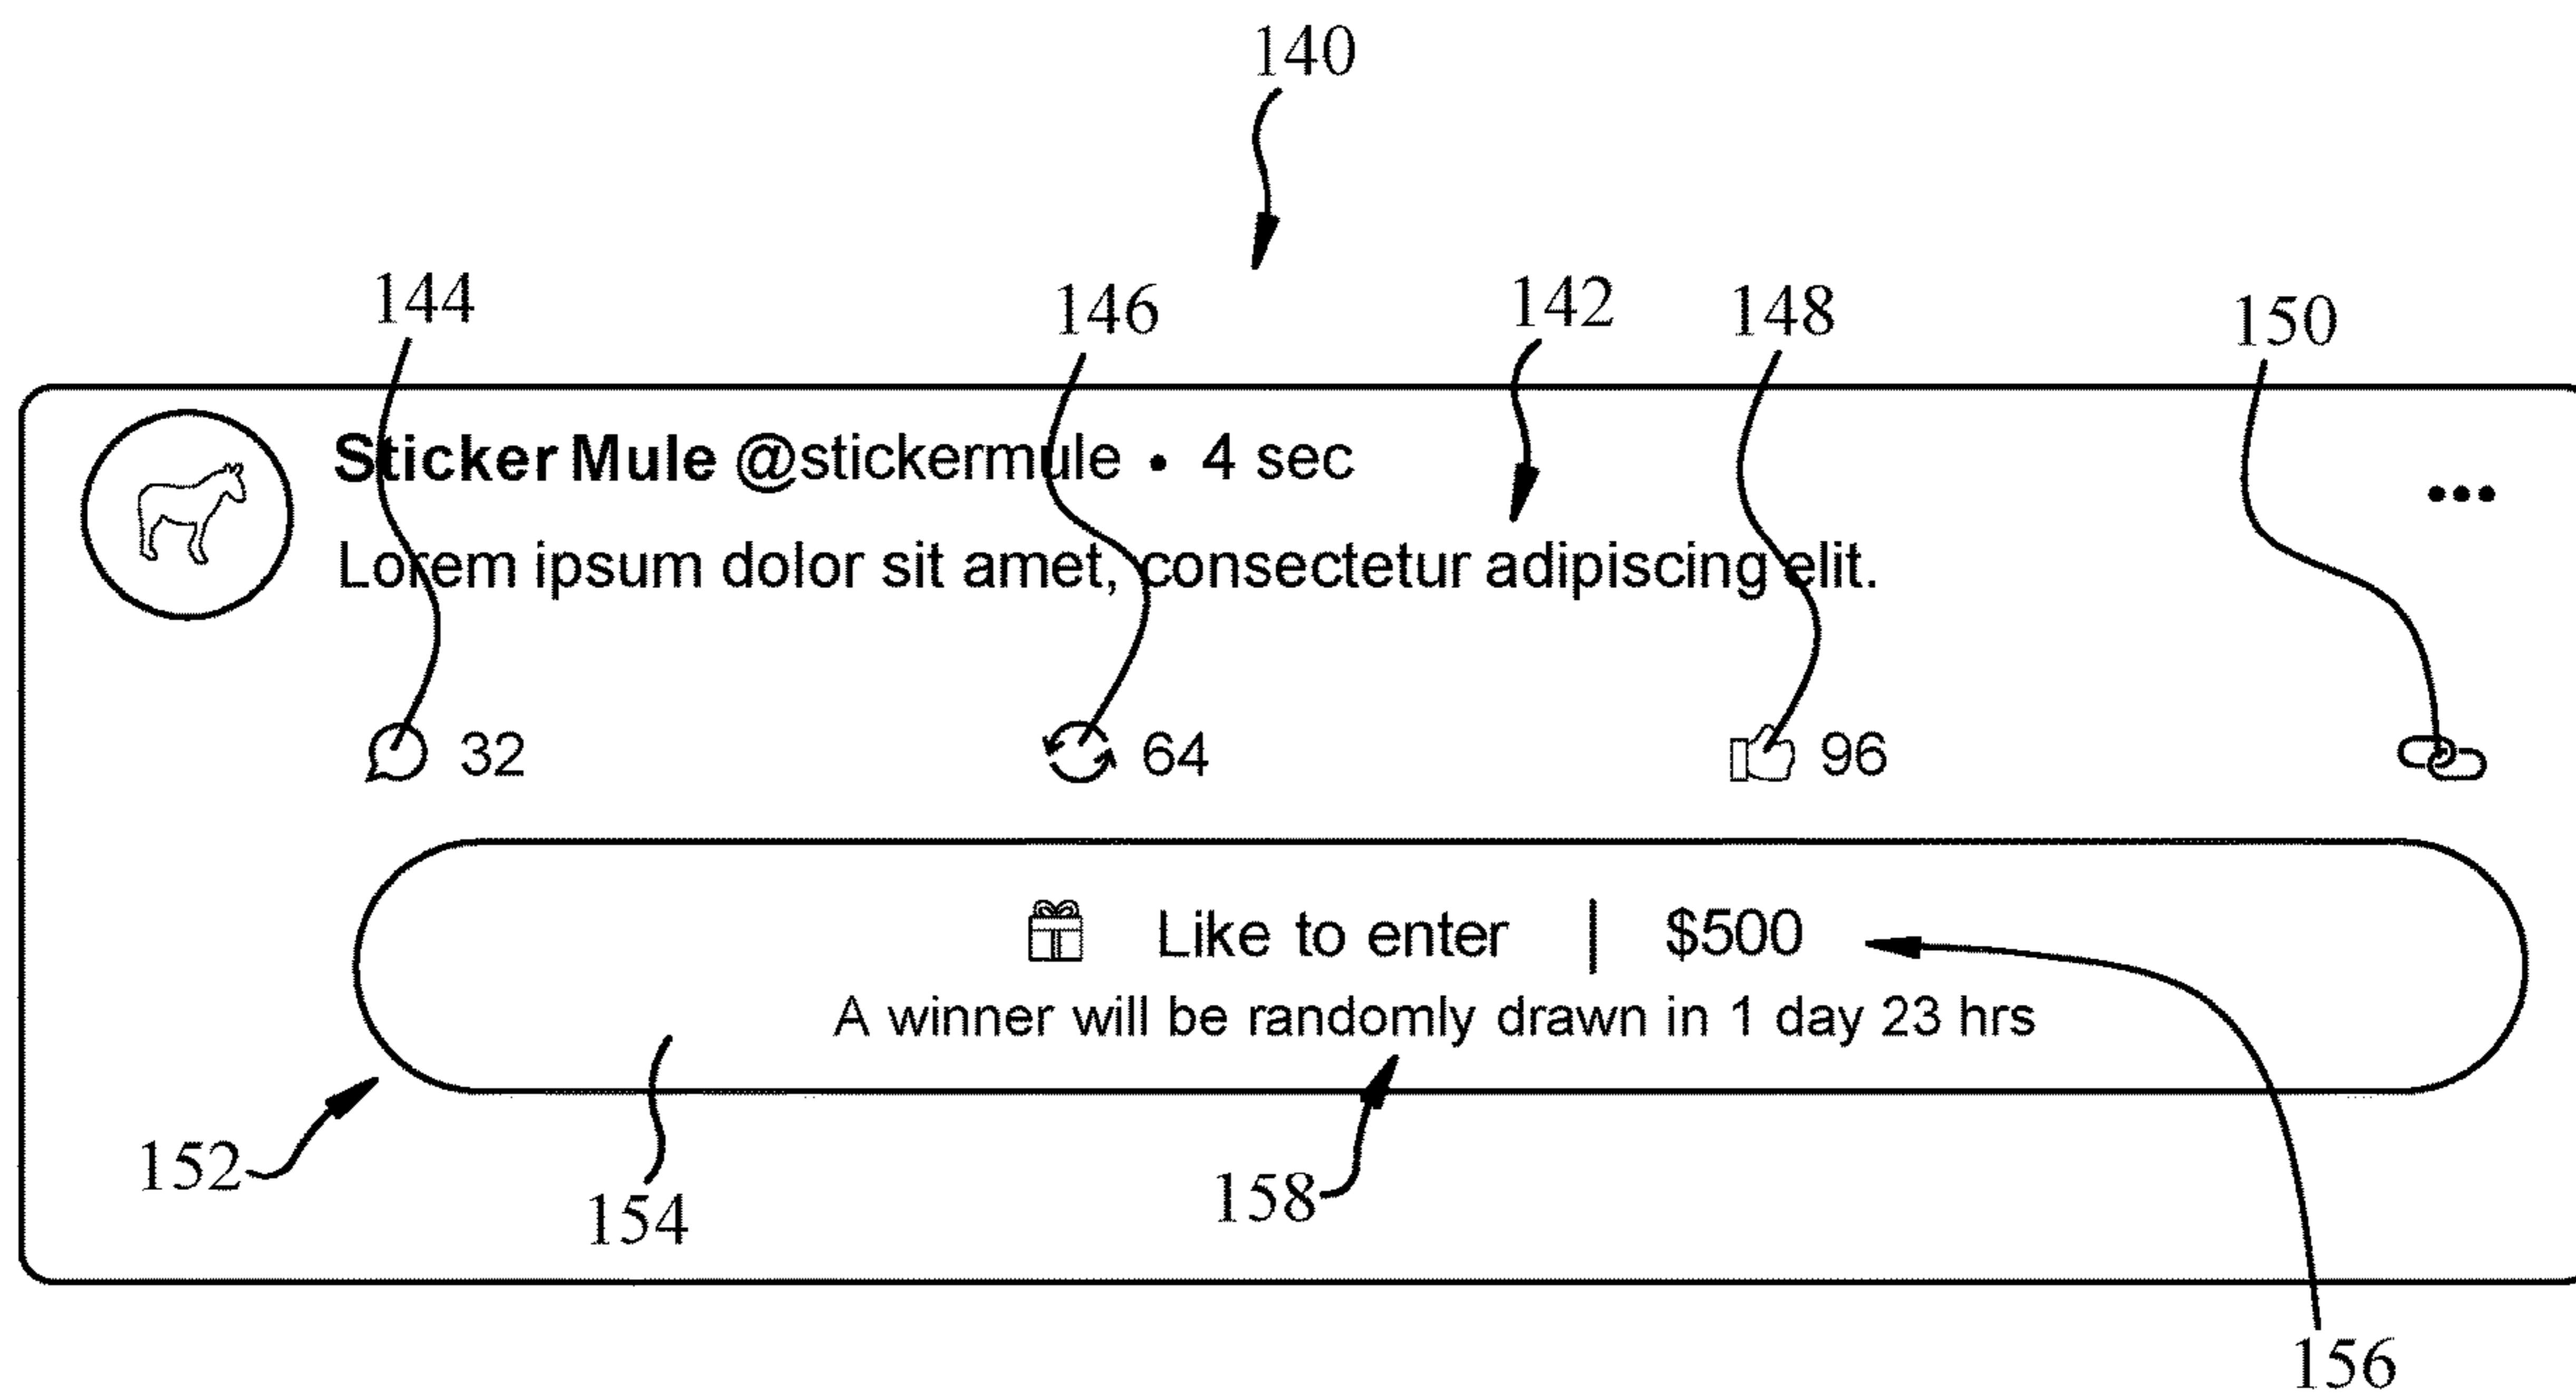 140
144 146 142 148 150
Sticker Mule @stickermule • 4 sec
•••
Lorem ipsum dolor sit amet, consectetur adipiscing elit.
32 64 96
Like to enter | $500
A winner will be randomly drawn in 1 day 23 hrs
152 154 158
156